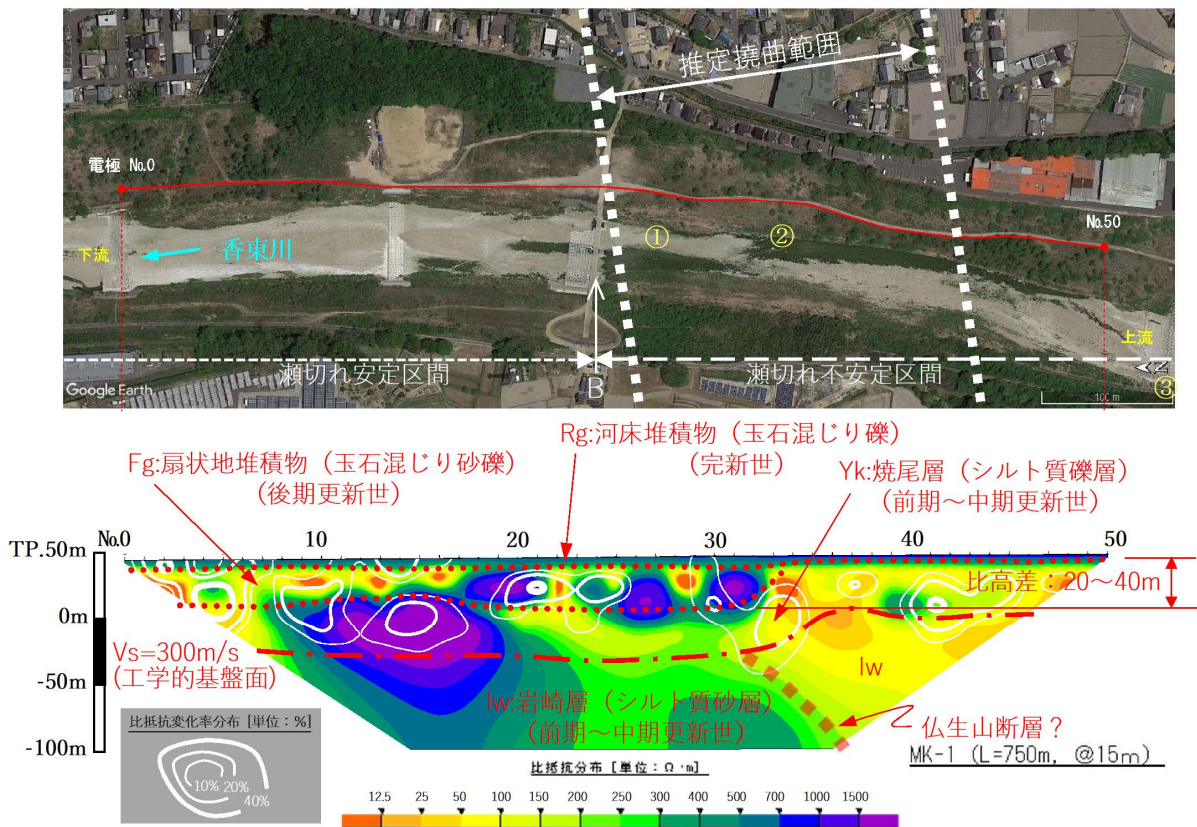 推定撓曲範囲
電極 No.0
No.50
①
②
下流
香東川
上流
瀬切れ安定区間
B
瀬切れ不安定区間
Google Earth
100 m
③
Rg:河床堆積物（玉石混じり礫）
（完新世）
Fg:扇状地堆積物（玉石混じり砂礫）
（後期更新世）
Yk:焼尾層（シルト質礫層）
（前期～中期更新世）
No.0 10 20 30 40 50
TP.50m
比高差：20～40m
0m
Vs=300m/s
(工学的基盤面)
-50m
Iw
Iw:岩崎層（シルト質砂層）
（前期～中期更新世）
仏生山断層？
-100m
MK-1 (L=750m, @15m)
比抵抗変化率分布 [単位：%]
10% 20%
40%
比抵抗分布 [単位：Ω･m]
12.5 25 50 100 150 200 250 300 400 500 700 1000 1500